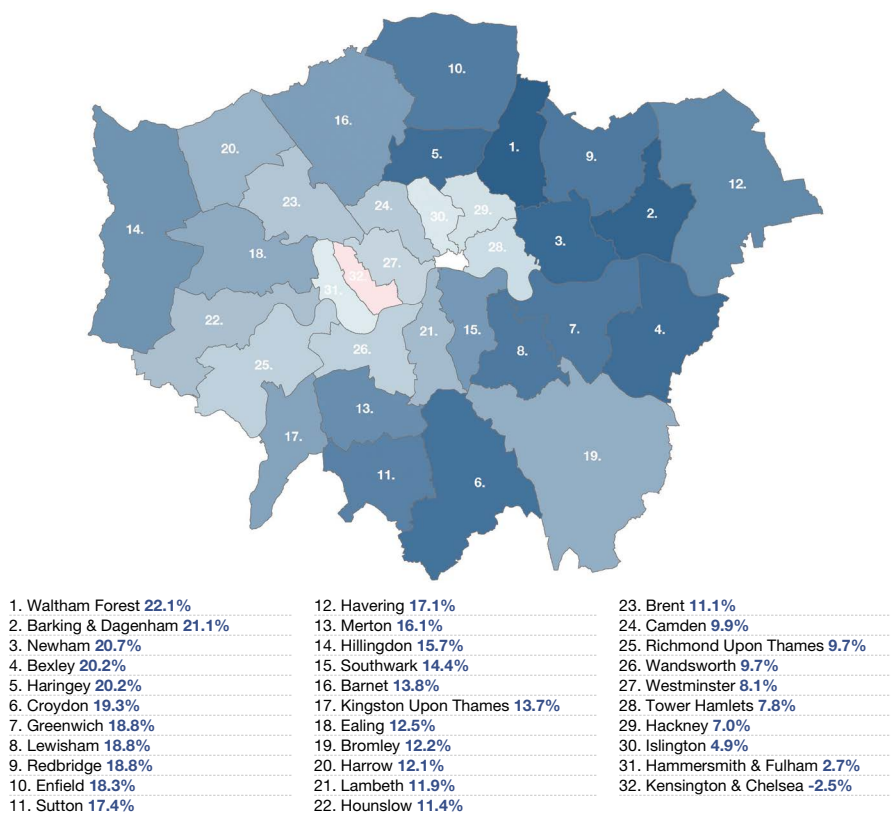 10.
16.
5.
1.
9.
20.
12.
2.
23.
24.
30.
29.
14.
3.
18.
28.
27.
32.
31.
22.
21.
15.
7.
4.
26.
8.
25.
13.
17.
19.
11.
6.
1. Waltham Forest 22.1%
2. Barking & Dagenham 21.1%
3. Newham 20.7%
4. Bexley 20.2%
5. Haringey 20.2%
6. Croydon 19.3%
7. Greenwich 18.8%
8. Lewisham 18.8%
9. Redbridge 18.8%
10. Enfield 18.3%
11. Sutton 17.4%
12. Havering 17.1%
13. Merton 16.1%
14. Hillingdon 15.7%
15. Southwark 14.4%
16. Barnet 13.8%
17. Kingston Upon Thames 13.7%
18. Ealing 12.5%
19. Bromley 12.2%
20. Harrow 12.1%
21. Lambeth 11.9%
22. Hounslow 11.4%
23. Brent 11.1%
24. Camden 9.9%
25. Richmond Upon Thames 9.7%
26. Wandsworth 9.7%
27. Westminster 8.1%
28. Tower Hamlets 7.8%
29. Hackney 7.0%
30. Islington 4.9%
31. Hammersmith & Fulham 2.7%
32. Kensington & Chelsea -2.5%